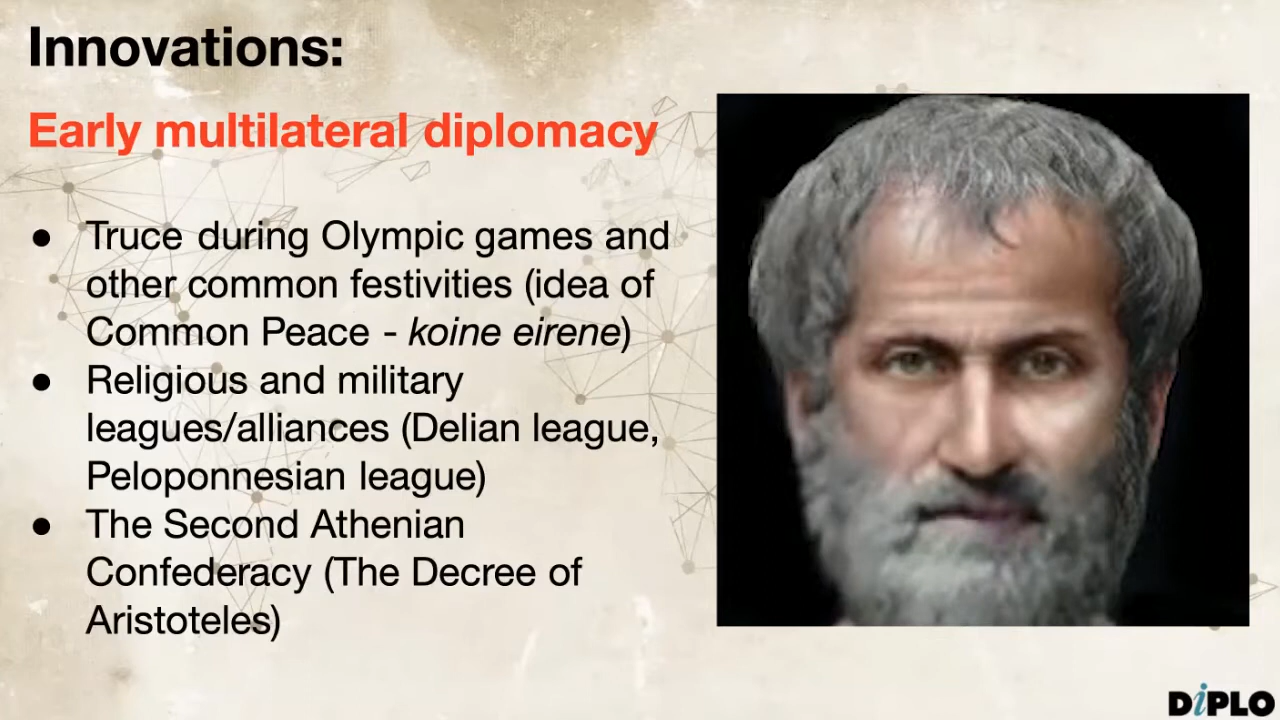 Innovations:
Early multilateral diplomacy
● Truce during Olympic games and
other common festivities (idea of
Common Peace - koine eirene)
● Religious and military
leagues/alliances (Delian league,
Peloponnesian league)
● The Second Athenian
Confederacy (The Decree of
Aristoteles)
DiPLO